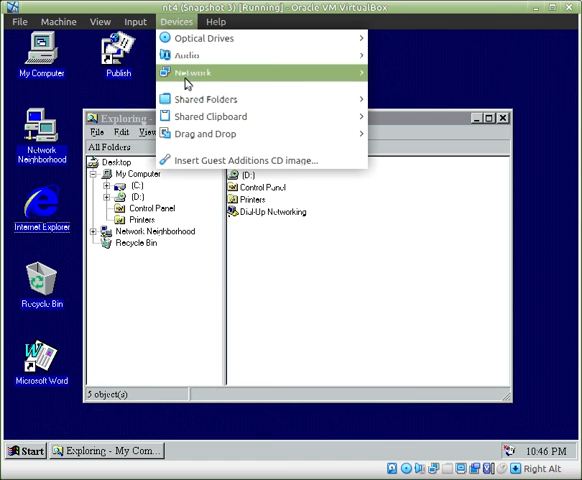 nt4 (Snapshot 3) [Running] - Oracle VM VirtualBox
File Machine View Input Devices Help
Optical Drives
Audio
Network
Shared Folders
Shared Clipboard
Drag and Drop
Insert Guest Additions CD image...
My Computer
Publish
Network Neighborhood
Internet Explorer
Recycle Bin
Microsoft Word
Exploring -
File Edit View
All Folders
Desktop
My Computer
(C:)
(D:)
Control Panel
Printers
Network Neighborhood
Recycle Bin
(D:)
Control Panel
Printers
Dial-Up Networking
5 object(s)
Start
Exploring - My Com...
10:46 PM
Right Alt